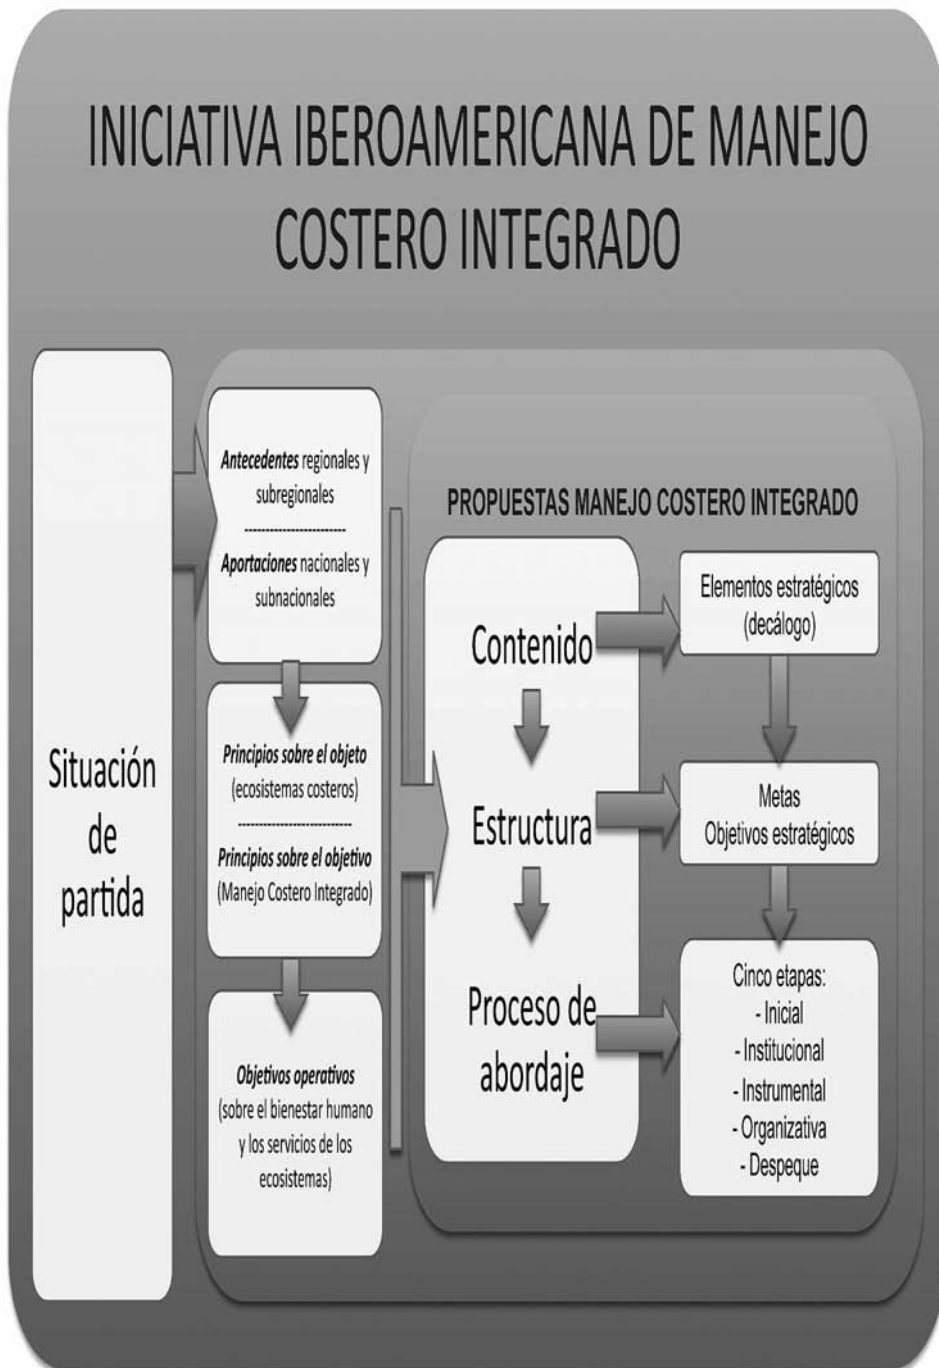 INICIATIVA IBEROAMERICANA DE MANEJO
COSTERO INTEGRADO
Situación
de
partida
Antecedentes regionales y
subregionales
------------------------
Aportaciones nacionales y
subnacionales
Principios sobre el objeto
(ecosistemas costeros)
---------------------------
Principios sobre el objetivo
(Manejo Costero Integrado)
Objetivos operativos
(sobre el bienestar humano
y los servicios de los
ecosistemas)
PROPUESTAS MANEJO COSTERO INTEGRADO
Contenido
Estructura
Proceso de
abordaje
Elementos estratégicos
(decálogo)
Metas
Objetivos estratégicos
Cinco etapas:
- Inicial
- Institucional
- Instrumental
- Organizativa
- Despeque